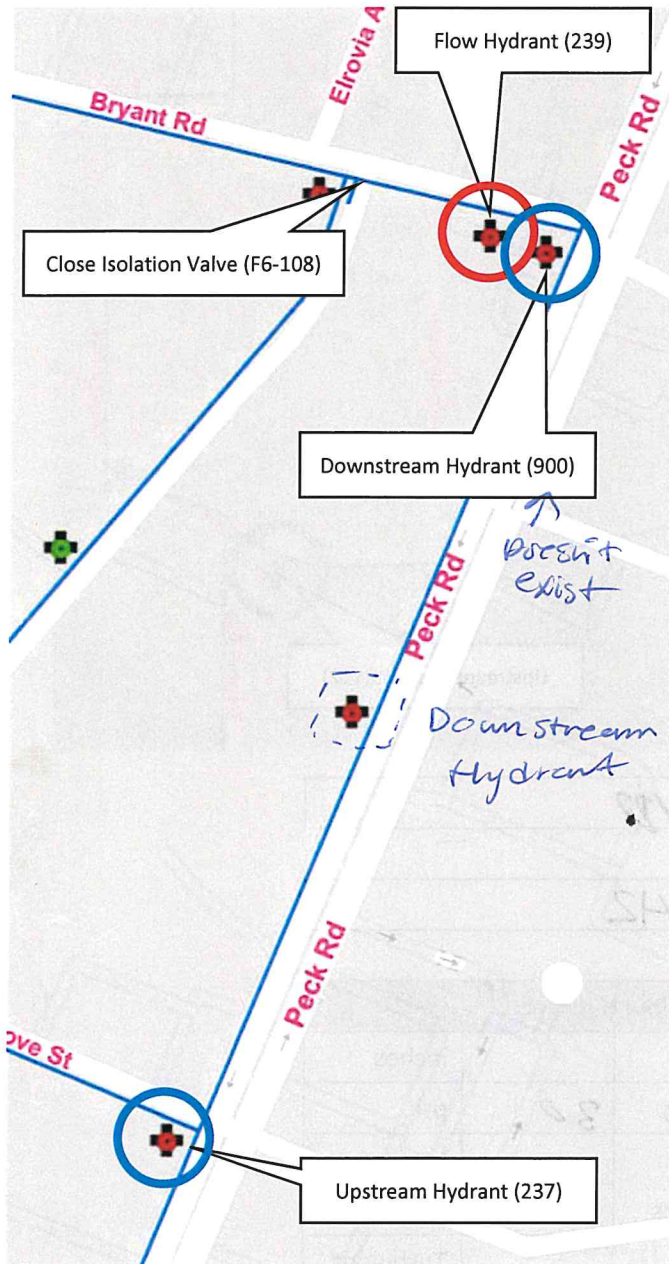 Flow Hydrant (239)
Elrovia A
Bryant Rd
Peck Rd
Close Isolation Valve (F6-108)
Downstream Hydrant (900)
Doesn't
exist
Peck Rd
Downstream
Hydrant
42
Peck Rd
ove St
Upstream Hydrant (237)